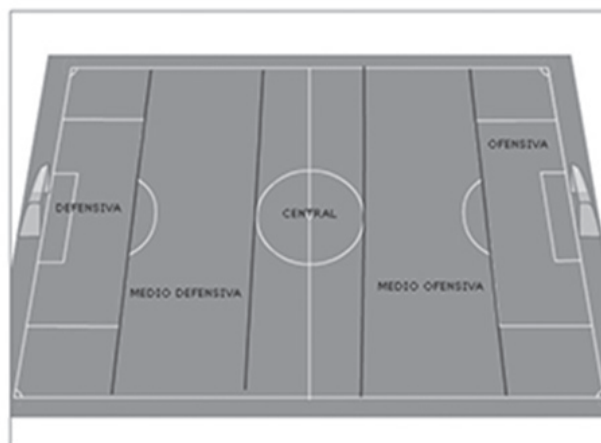 OFENSIVA
DEFENSIVA
CENTRAL
MEDIO DEFENSIVA
MEDIO OFENSIVA